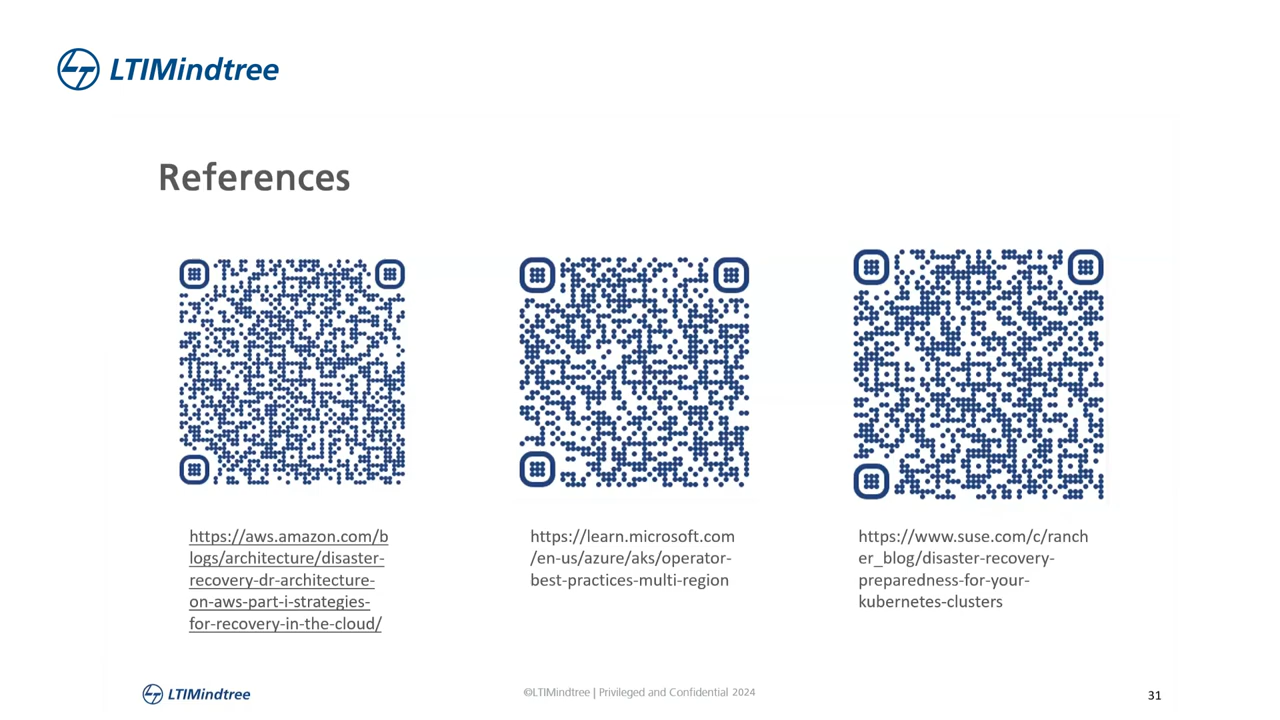 LTIMindtree
References
https://aws.amazon.com/b
logs/architecture/disaster-
recovery-dr-architecture-
on-aws-part-i-strategies-
for-recovery-in-the-cloud/
https://learn.microsoft.com
/en-us/azure/aks/operator-
best-practices-multi-region
https://www.suse.com/c/ranch
er_blog/disaster-recovery-
preparedness-for-your-
kubernetes-clusters
LTIMindtree
©LTIMindtree | Privileged and Confidential 2024
31